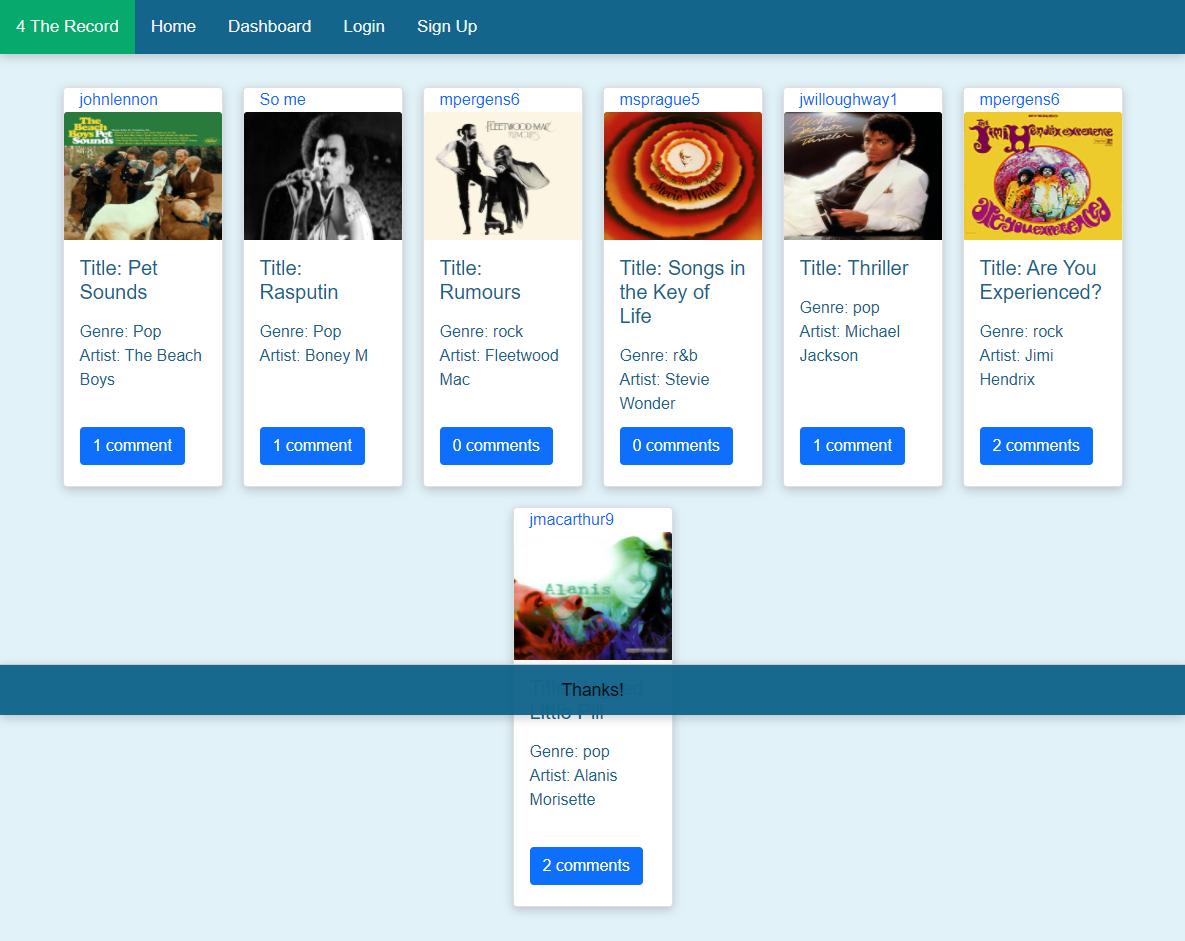 4 The Record Home Dashboard Login Sign Up
johnlennon
The
Beach
Boys Pet
Sounds
Title: Pet
Sounds
Genre: Pop
Artist: The Beach
Boys
1 comment
So me
Title:
Rasputin
Genre: Pop
Artist: Boney M
1 comment
mpergens6
FLEETWOOD MAC
RUMOURS
Title:
Rumours
Genre: rock
Artist: Fleetwood
Mac
0 comments
msprague5
Stevie Wonder
Title: Songs in
the Key of
Life
Genre: r&b
Artist: Stevie
Wonder
0 comments
jwilloughway1
Michael
Jackson
Thriller
Title: Thriller
Genre: pop
Artist: Michael
Jackson
1 comment
mpergens6
STEREO
The
Jimi Hendrix experience
are you experienced
Title: Are You
Experienced?
Genre: rock
Artist: Jimi
Hendrix
2 comments
jmacarthur9
Alanis
Thanks!
Little Pill
Genre: pop
Artist: Alanis
Morisette
2 comments